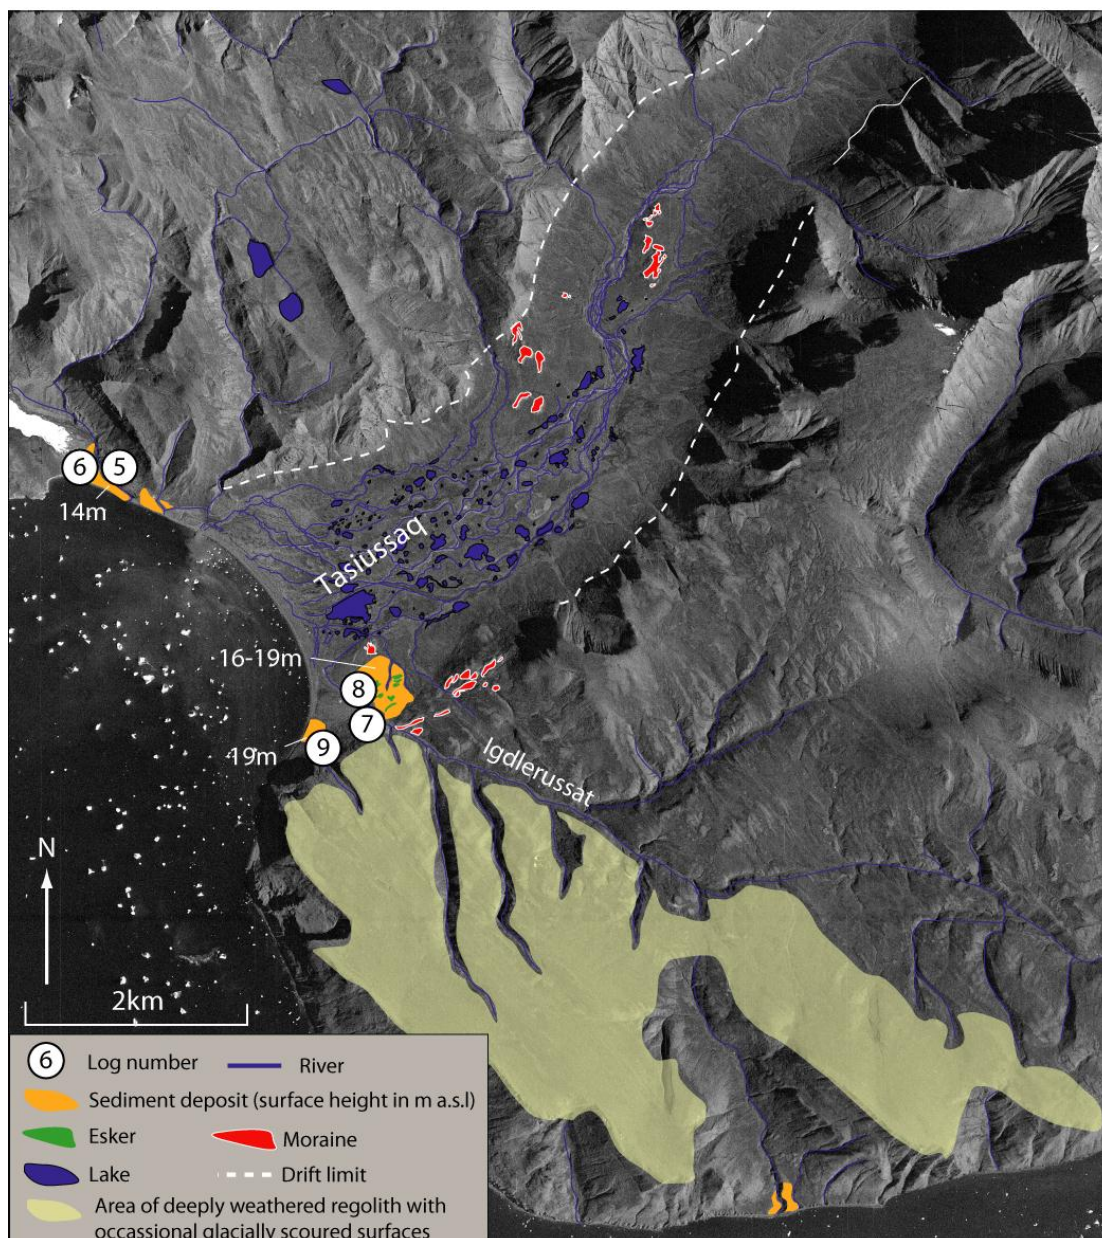 6
5
14m
Tasiussaq
16-19m
8
7
19m
9
Igdlerussat
N
2km
6 Log number
River
Sediment deposit (surface height in m a.s.l)
Esker
Moraine
Lake
Drift limit
Area of deeply weathered regolith with
occassional glacially scoured surfaces